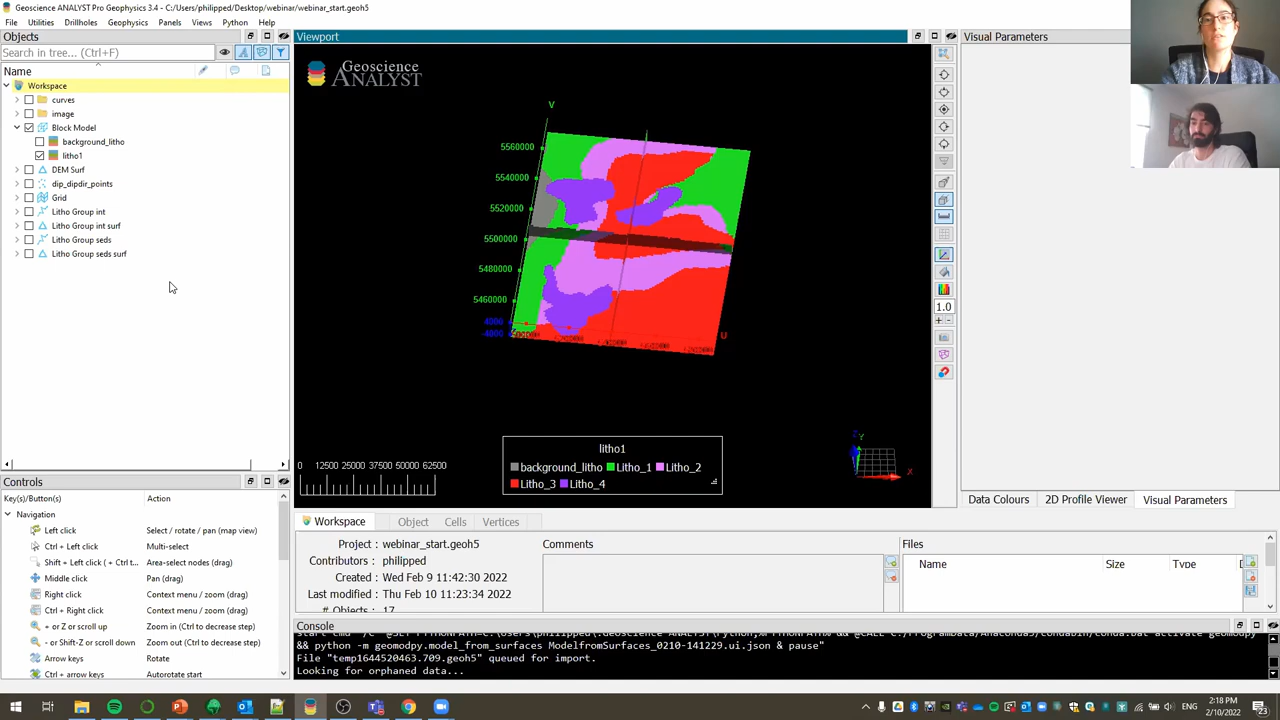 Geoscience ANALYST Pro Geophysics 3.4 - C:/Users/philipped/Desktop/webinar/webinar_start.geoh5
File Utilities Drillholes Geophysics Panels Views Python Help
Objects
Search in tree.. (Ctrl+F)
Name
Workspace
curves
image
Block Model
background_litho
litho1
DEM Surf
dip_dipdir_points
Grid
Litho Group int
Litho Group int surf
Litho Group seds
Litho Group seds surf
Viewport
Geoscience
ANALYST
V
5560000
5540000
5520000
5500000
5480000
5460000
4000
-4000
U
0 12500 25000 37500 50000 62500
litho1
background_litho Litho_1 Litho_2
Litho_3 Litho_4
Z
Y
X
1.0
Visual Parameters
Data Colours 2D Profile Viewer Visual Parameters
Controls
Key(s)/Button(s) Action
Navigation
Left click Select / rotate / pan (map view)
Ctrl + Left click Multi-select
Shift + Left click ( + Ctrl t... Area-select nodes (drag)
Middle click Pan (drag)
Right click Context menu / zoom (drag)
Ctrl + Right click Context menu / zoom (drag)
+ or Z or scroll up Zoom in (Ctrl to decrease step)
- or Shift-Z or scroll down Zoom out (Ctrl to decrease step)
Arrow keys Rotate
Ctrl + arrow keys Autorotate start
Workspace Object Cells Vertices
Project : webinar_start.geoh5
Contributors : philipped
Created : Wed Feb 9 11:42:30 2022
Last modified : Thu Feb 10 11:23:34 2022
# Objects : 17
Comments
Files
Name Size Type
Console
&& python -m geomodpy.model_from_surfaces ModelfromSurfaces_0210-141229.ui.json & pause"
File "temp1644520463.709.geoh5" queued for import.
Looking for orphaned data...
ENG 2:18 PM
2/10/2022
23